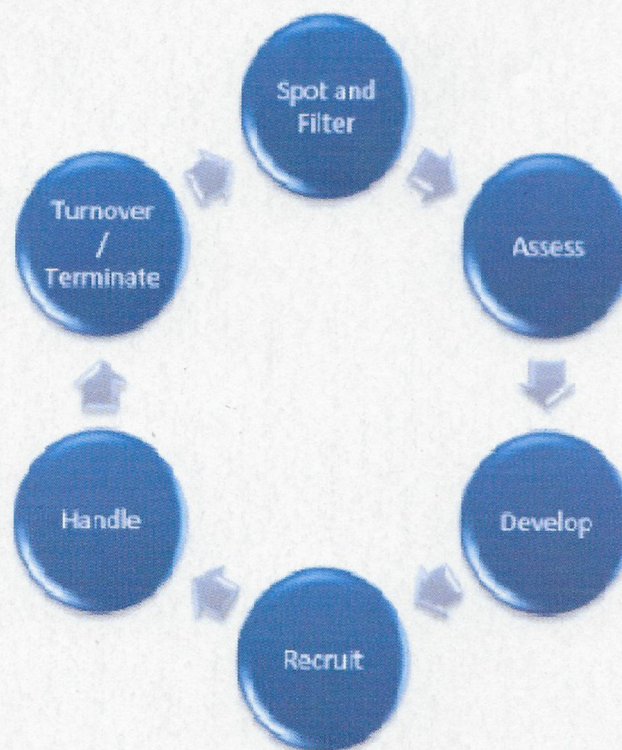 Spot and
Filter
Assess
Develop
Recruit
Handle
Turnover
/
Terminate